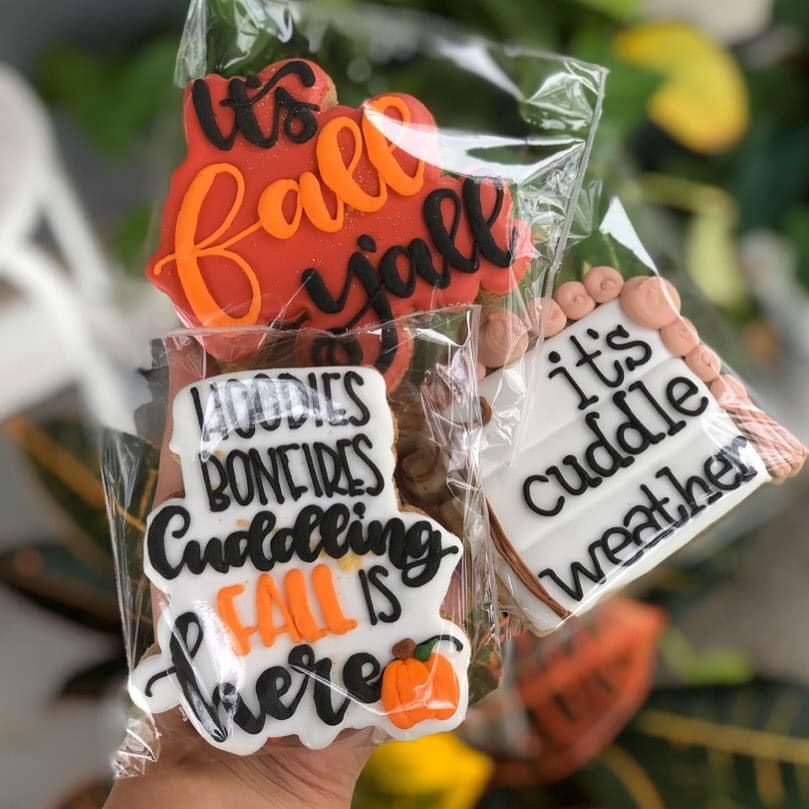 It's
fall
y'all
HOODIES
BONFIRES
Cuddling
FALL IS
here
it's
cuddle
weather